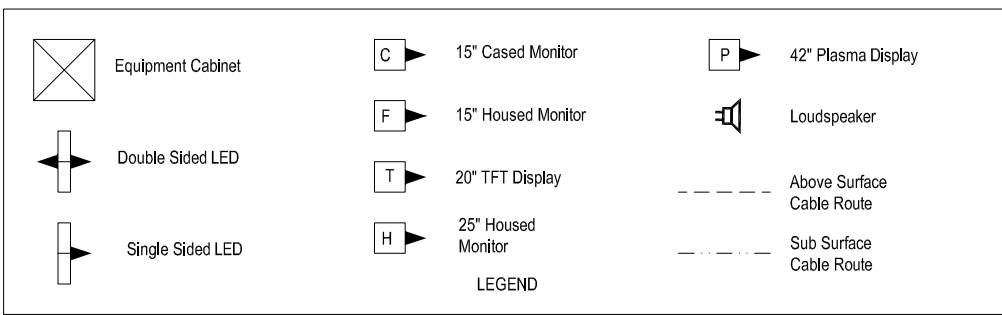 Equipment Cabinet
Double Sided LED
Single Sided LED
C 15" Cased Monitor
F 15" Housed Monitor
T 20" TFT Display
H 25" Housed
Monitor
LEGEND
P 42" Plasma Display
Loudspeaker
Above Surface
Cable Route
Sub Surface
Cable Route